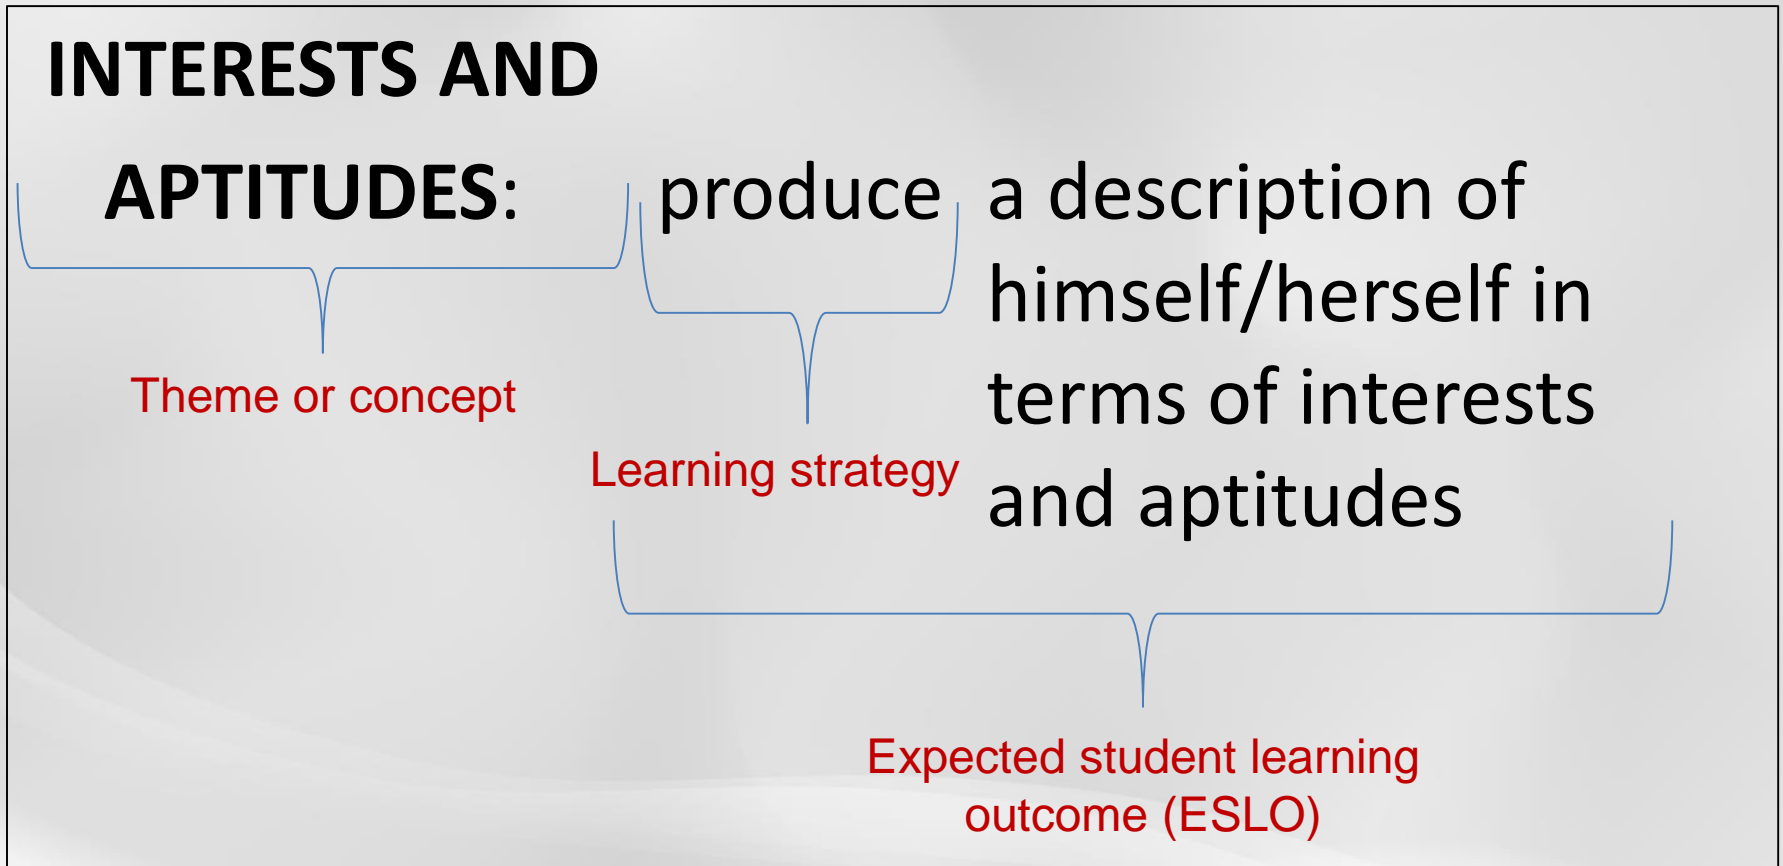 INTERESTS AND
APTITUDES: produce a description of
himself/herself in
terms of interests
and aptitudes
Theme or concept
Learning strategy
Expected student learning
outcome (ESLO)